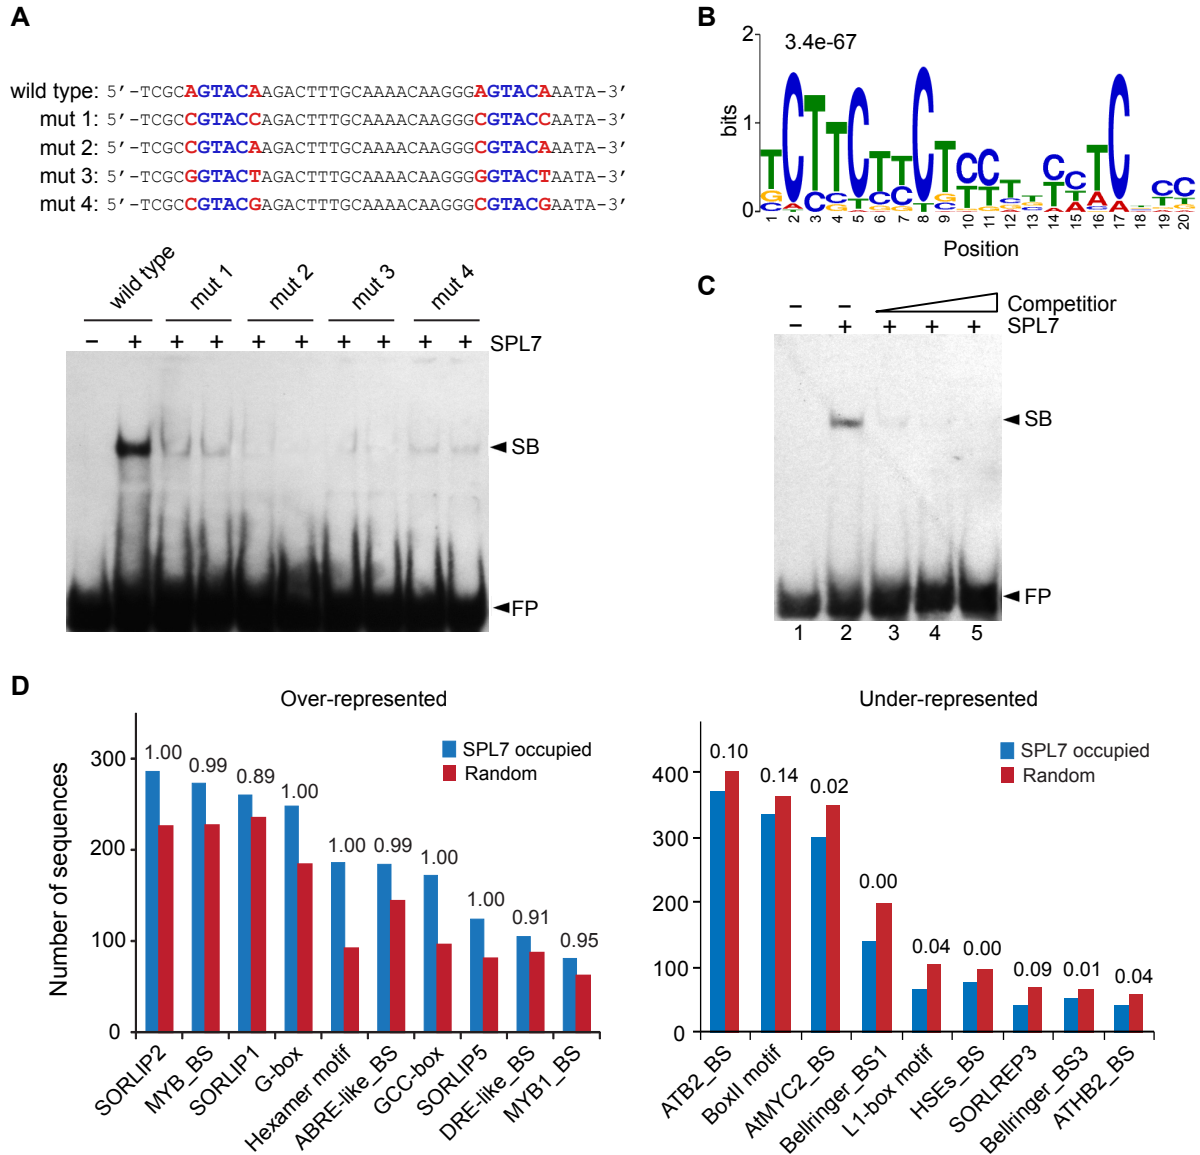 A
wild type: 5′-TCGCAGTACAAGACTTTGCAAAACAAGGGAGTACAAATA-3′
mut 1: 5′-TCGCCGTACCAGACTTTGCAAAACAAGGGCGTACCAATA-3′
mut 2: 5′-TCGCCGTACAAGACTTTGCAAAACAAGGGCGTACAAATA-3′
mut 3: 5′-TCGCGGTACTAGACTTTGCAAAACAAGGGGGTACTAATA-3′
mut 4: 5′-TCGCCGTACGAGACTTTGCAAAACAAGGGCGTACGAATA-3′
wild type mut 1 mut 2 mut 3 mut 4
– + + + + + + + + + SPL7
SB
FP
B
2
1
0
bits
3.4e-67
1 2 3 4 5 6 7 8 9 10 11 12 13 14 15 16 17 18 19 20
Position
C
– – Competitior
– + + + + SPL7
SB
FP
1 2 3 4 5
D
Over-represented
Number of sequences
300
200
100
0
SPL7 occupied
Random
1.00 0.99 0.89 1.00 1.00 0.99 1.00 1.00 0.91 0.95
SORLIP2 MYB_BS SORLIP1 G-box Hexamer motif ABRE-like_BS GCC-box SORLIP5 DRE-like_BS MYB1_BS
Under-represented
400
300
200
100
0
SPL7 occupied
Random
0.10 0.14 0.02 0.00 0.04 0.00 0.09 0.01 0.04
ATB2_BS BoxII motif AtMYC2_BS Bellringer_BS1 L1-box motif HSEs_BS SORLREP3 Bellringer_BS3 ATHB2_BS